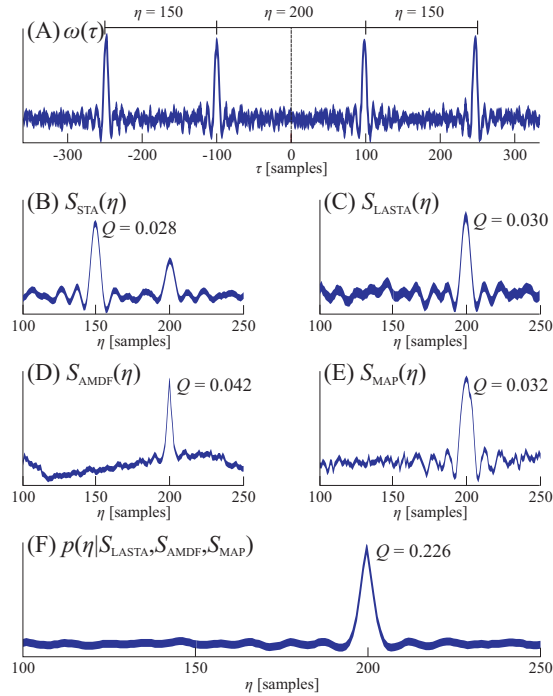 η = 150 η = 200 η = 150
(A) ω(τ)
-300 -200 -100 0 100 200 300
τ [samples]
(B) S_STA(η)
Q = 0.028
100 150 200 250
η [samples]
(C) S_LASTA(η)
Q = 0.030
100 150 200 250
η [samples]
(D) S_AMDF(η)
Q = 0.042
100 150 200 250
η [samples]
(E) S_MAP(η)
Q = 0.032
100 150 200 250
η [samples]
(F) p(η|S_LASTA,S_AMDF,S_MAP)
Q = 0.226
100 150 200 250
η [samples]